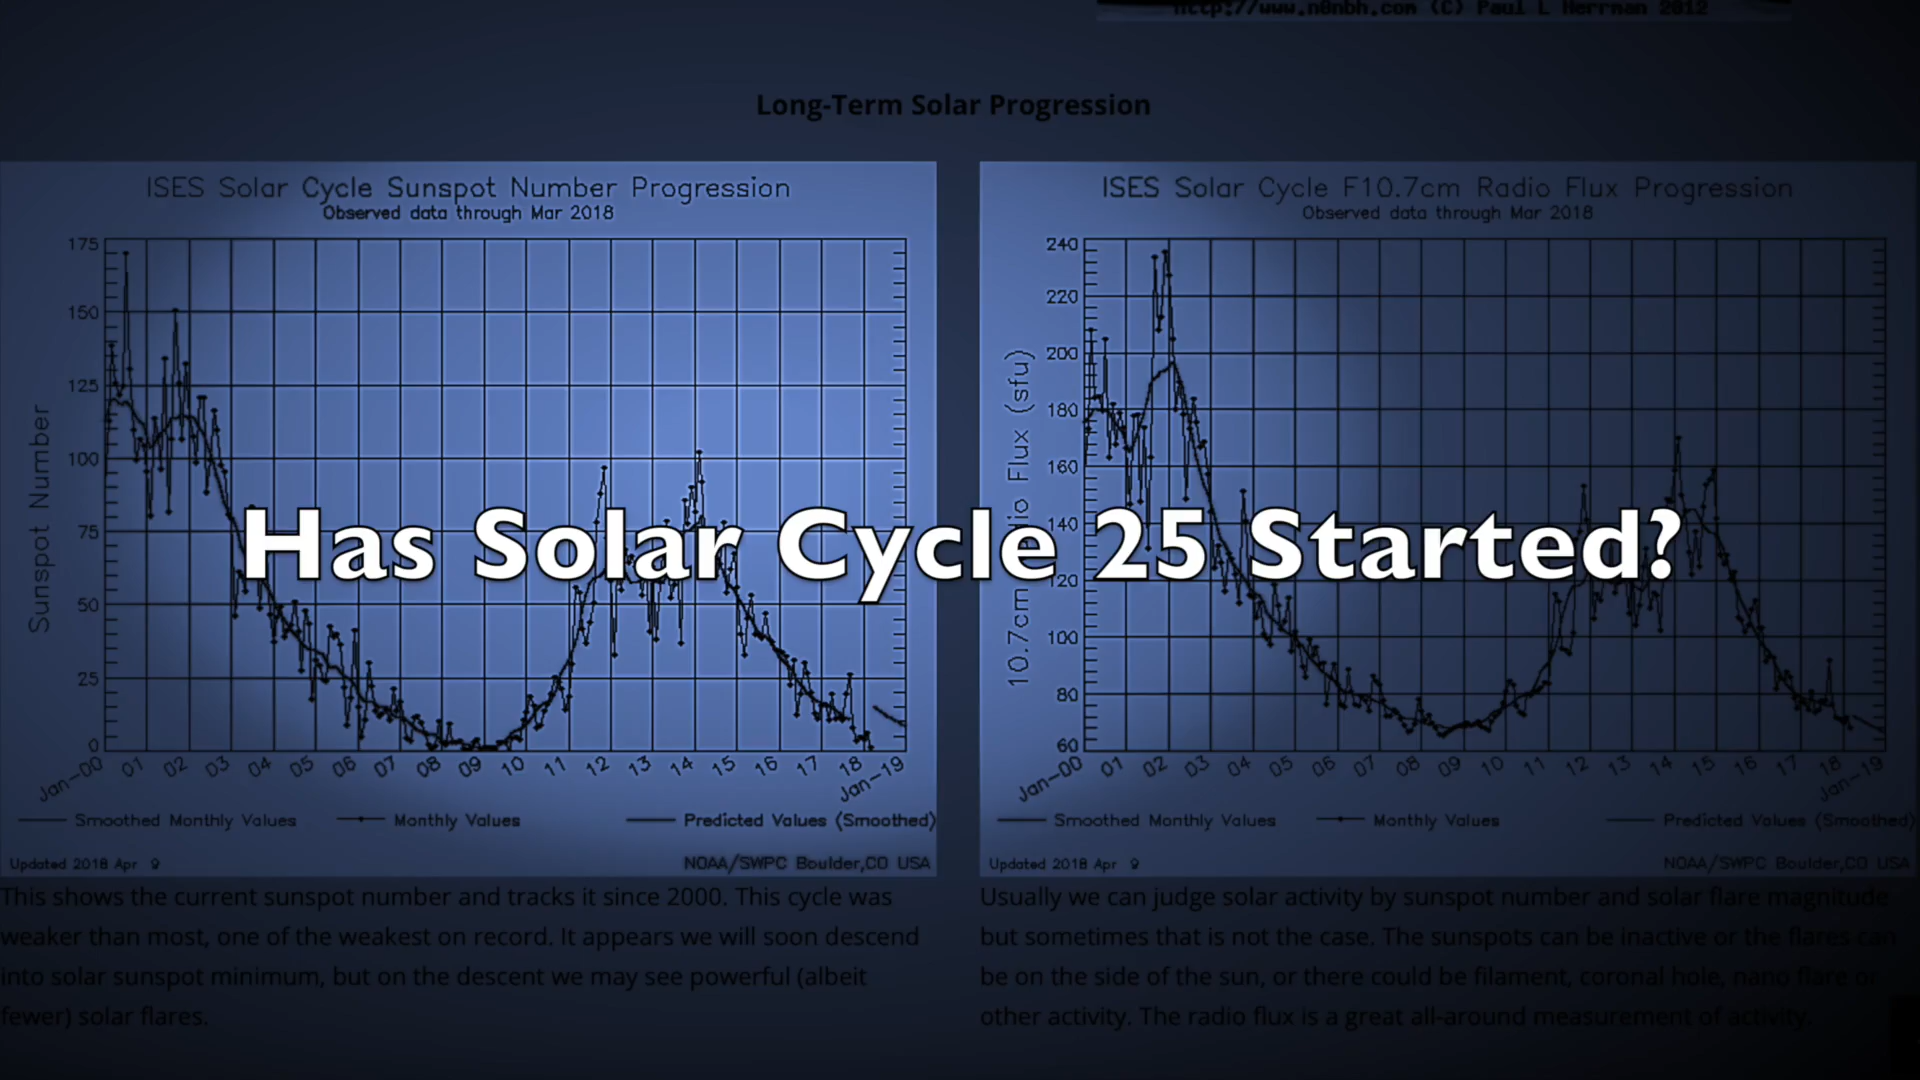 http://www.n0nbh.com (C) Paul L Herrman 2012
Long-Term Solar Progression
ISES Solar Cycle Sunspot Number Progression
Observed data through Mar 2018
175
150
125
100
75
50
25
0
Sunspot Number
Jan-00 01 02 03 04 05 06 07 08 09 10 11 12 13 14 15 16 17 18 Jan-19
Smoothed Monthly Values Monthly Values Predicted Values (Smoothed)
Updated 2018 Apr 9 NOAA/SWPC Boulder,CO USA
ISES Solar Cycle F10.7cm Radio Flux Progression
Observed data through Mar 2018
240
220
200
180
160
140
120
100
80
60
10.7cm Radio Flux (sfu)
Jan-00 01 02 03 04 05 06 07 08 09 10 11 12 13 14 15 16 17 18 Jan-19
Smoothed Monthly Values Monthly Values Predicted Values (Smoothed)
Updated 2018 Apr 9 NOAA/SWPC Boulder,CO USA
Has Solar Cycle 25 Started?
This shows the current sunspot number and tracks it since 2000. This cycle was
weaker than most, one of the weakest on record. It appears we will soon descend
into solar sunspot minimum, but on the descent we may see powerful (albeit
fewer) solar flares.
Usually we can judge solar activity by sunspot number and solar flare magnitude
but sometimes that is not the case. The sunspots can be inactive or the flares can
be on the side of the sun, or there could be filament, coronal hole, nano flare or
other activity. The radio flux is a great all-around measurement of activity.